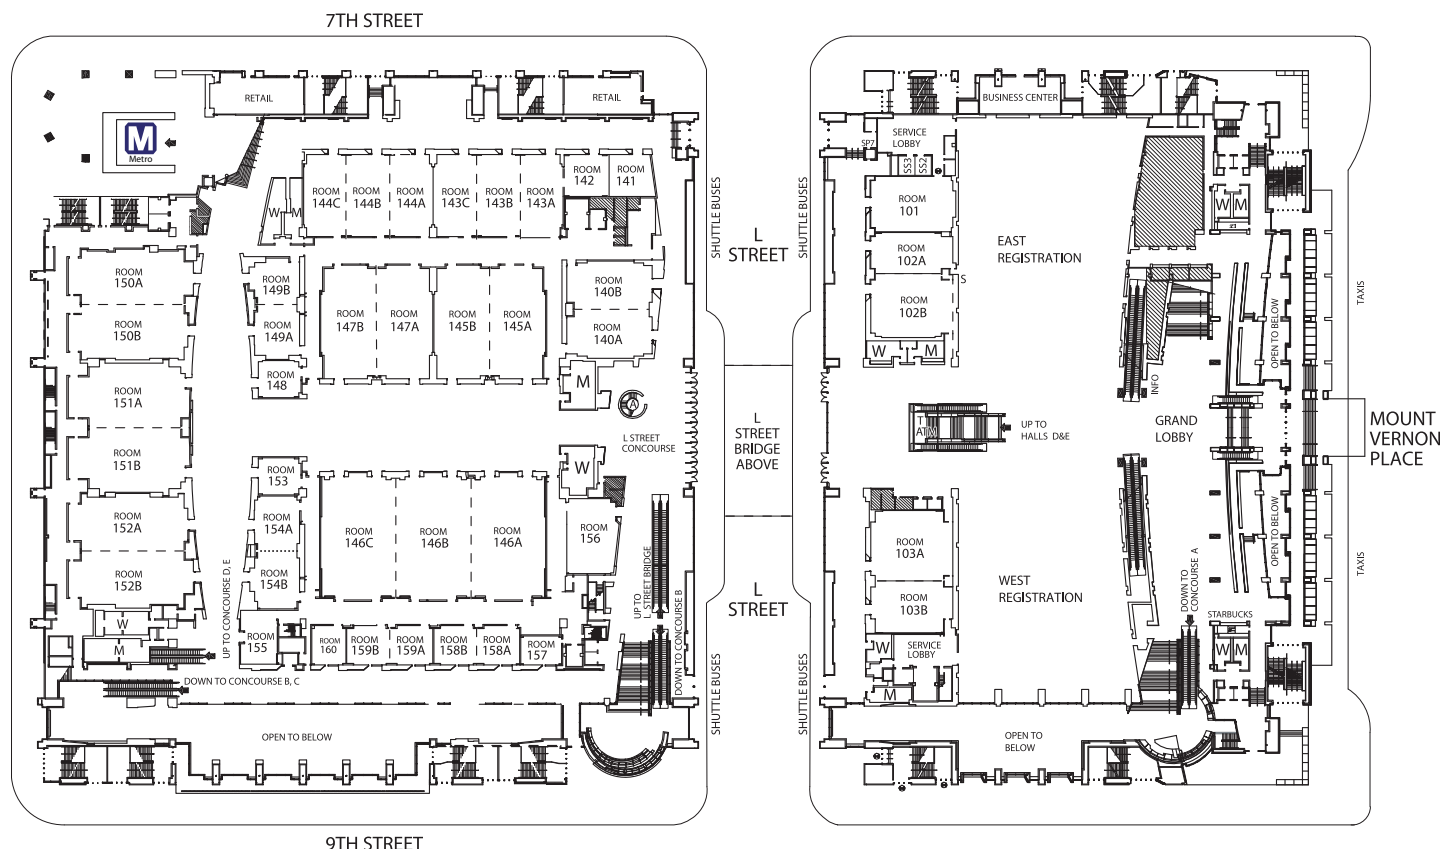 7TH STREET
RETAIL
RETAIL
M
Metro
ROOM
144C
ROOM
144B
ROOM
144A
ROOM
143C
ROOM
143B
ROOM
143A
ROOM
142
ROOM
141
W
M
ROOM
150A
ROOM
150B
ROOM
149B
ROOM
149A
ROOM
148
ROOM
147B
ROOM
147A
ROOM
145B
ROOM
145A
ROOM
140B
ROOM
140A
M
A
L STREET
CONCOURSE
ROOM
151A
ROOM
151B
ROOM
153
W
ROOM
152A
ROOM
152B
ROOM
154A
ROOM
154B
ROOM
146C
ROOM
146B
ROOM
146A
ROOM
156
UP TO
L STREET BRIDGE
DOWN TO CONCOURSE B
UP TO CONCOURSE D, E
W
M
ROOM
155
ROOM
160
ROOM
159B
ROOM
159A
ROOM
158B
ROOM
158A
ROOM
157
DOWN TO CONCOURSE B, C
OPEN TO BELOW
9TH STREET
SHUTTLE BUSES
SHUTTLE BUSES
L
STREET
L
STREET
BRIDGE
ABOVE
L
STREET
SHUTTLE BUSES
SHUTTLE BUSES
BUSINESS CENTER
SERVICE
LOBBY
SP7
SS3
SS2
ROOM
101
ROOM
102A
ROOM
102B
S
W
M
EAST
REGISTRATION
W
M
OPEN TO BELOW
TAXIS
INFO
T
ATM
UP TO
HALLS D&E
GRAND
LOBBY
MOUNT
VERNON
PLACE
ROOM
103A
ROOM
103B
WEST
REGISTRATION
OPEN TO BELOW
TAXIS
DOWN TO
CONCOURSE A
STARBUCKS
W
M
W
SERVICE
LOBBY
M
OPEN TO
BELOW